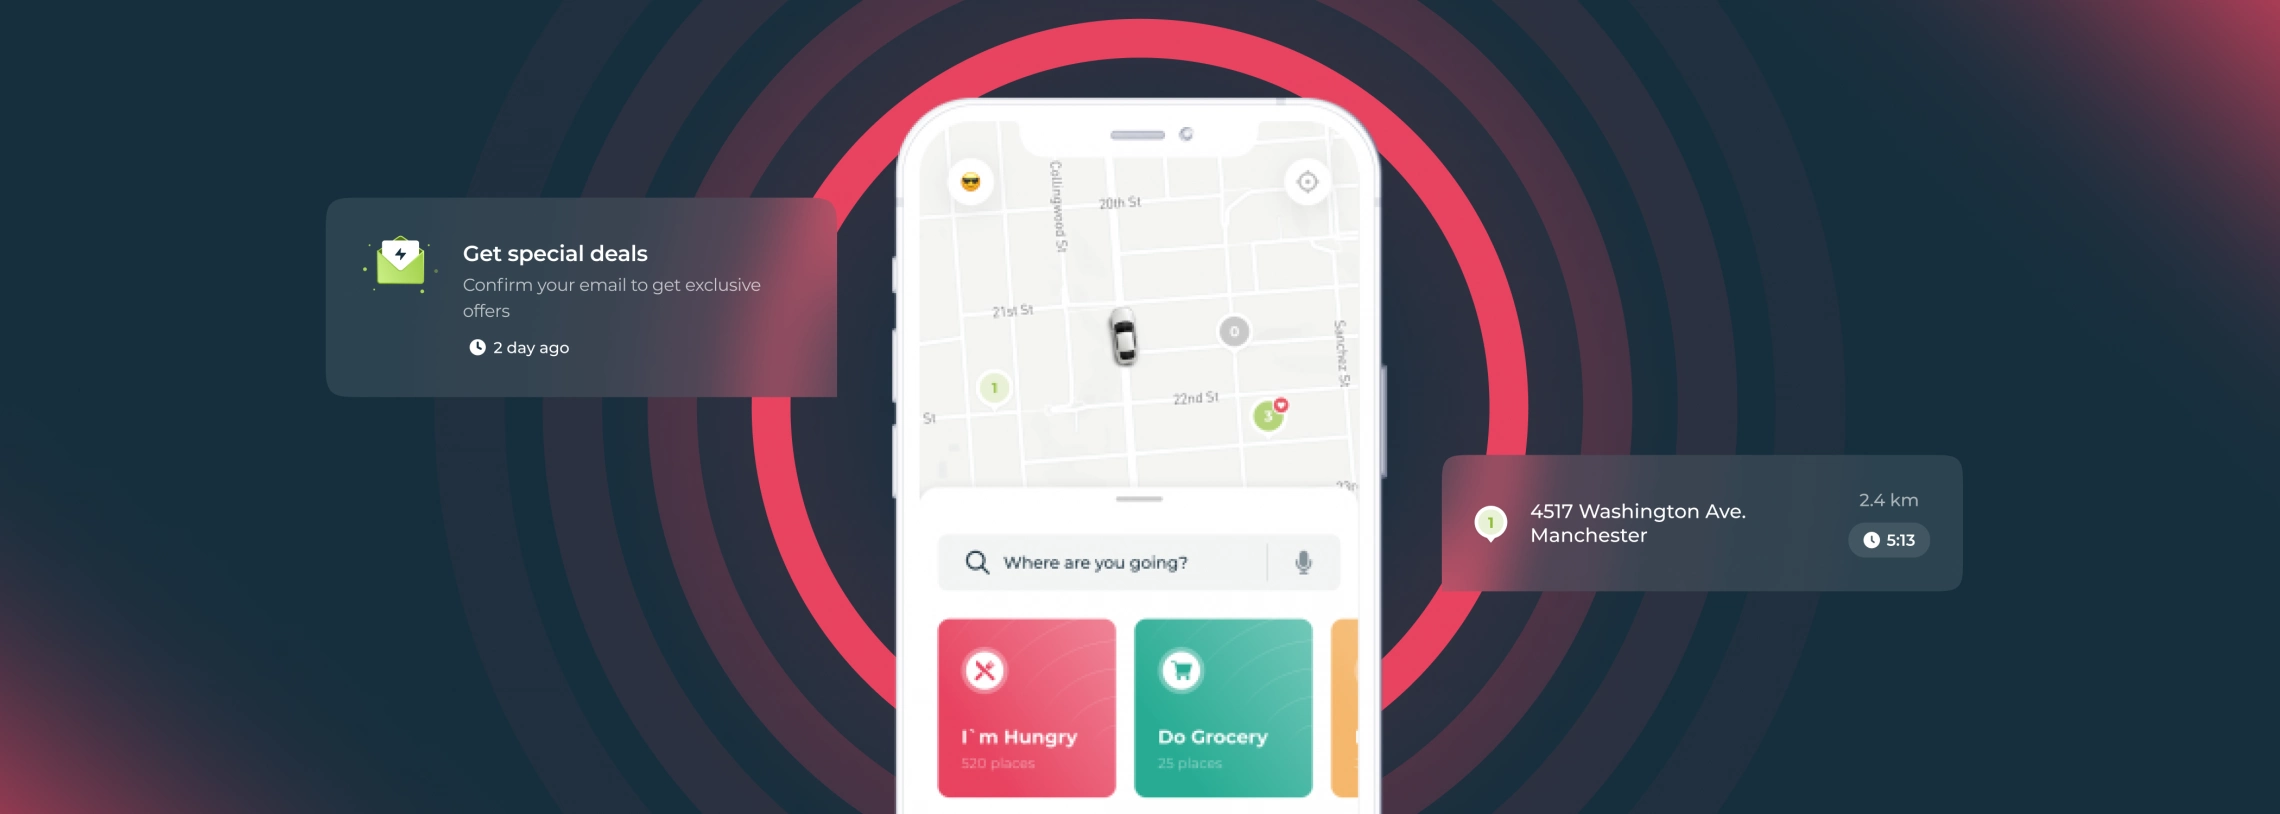 Get special deals
Confirm your email to get exclusive
offers
2 day ago
Collingwood St
20th St
21st St
0
Sanchez St
1
22nd St
3
St
Where are you going?
I`m Hungry
520 places
Do Grocery
25 places
1
4517 Washington Ave.
Manchester
2.4 km
5:13